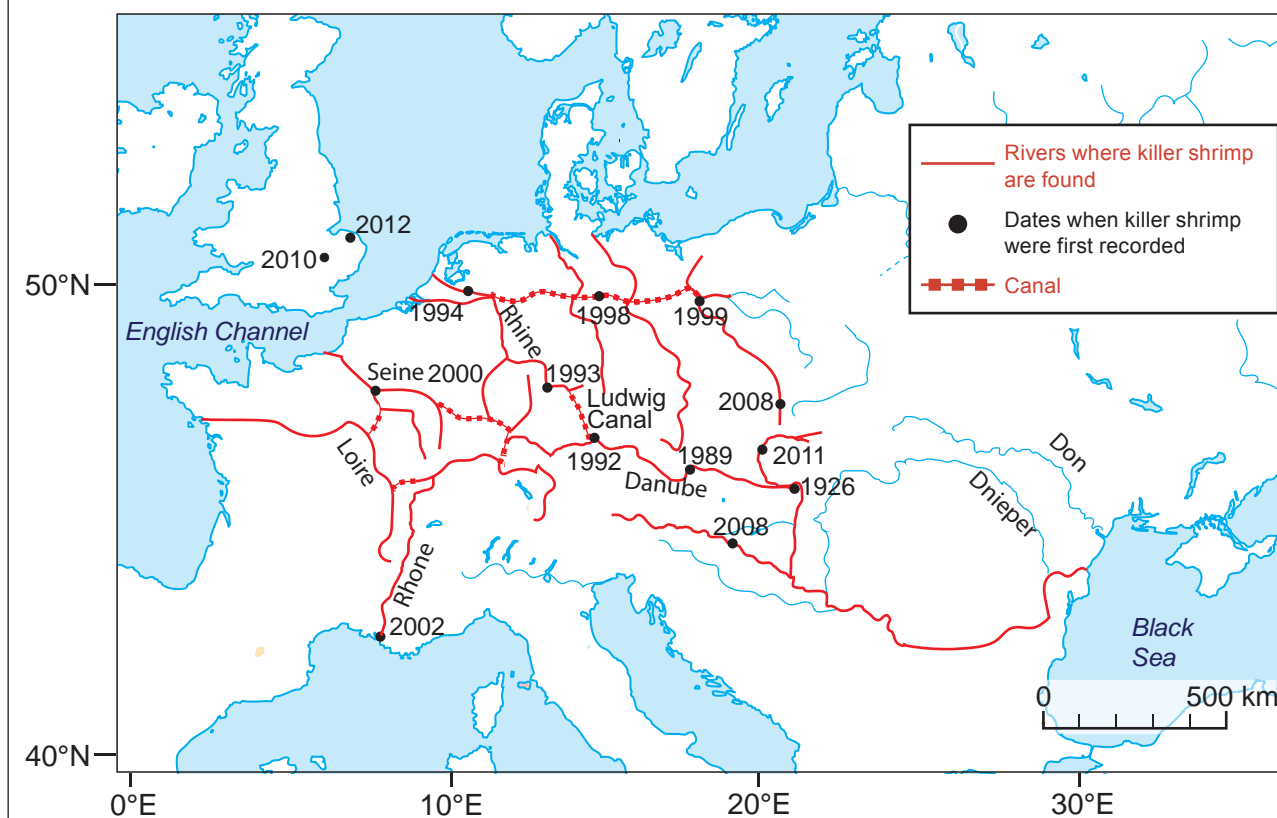 Rivers where killer shrimp
are found
Dates when killer shrimp
were first recorded
Canal
2012
2010
50°N
English Channel
1994
Rhine
1998
1999
Seine
2000
1993
Ludwig
Canal
2008
Loire
1992
1989
Danube
2011
1926
Don
Dnieper
2008
Rhone
2002
Black
Sea
0
500 km
40°N
0°E
10°E
20°E
30°E